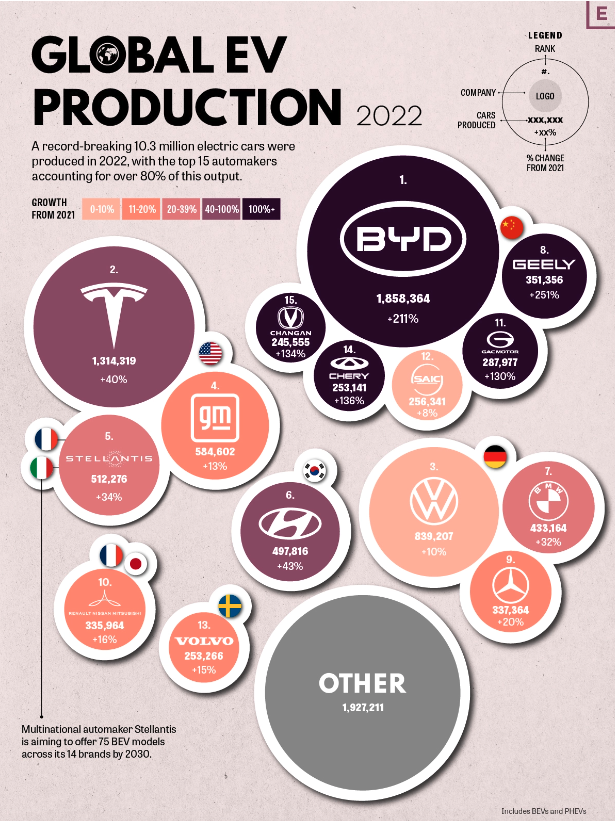 E
GLOBAL EV
PRODUCTION 2022
A record-breaking 10.3 million electric cars were
produced in 2022, with the top 15 automakers
accounting for over 80% of this output.
LEGEND
RANK
#.
COMPANY
LOGO
CARS
PRODUCED
xxx,xxx
+xx%
% CHANGE
FROM 2021
GROWTH
FROM 2021
0-10%
11-20%
20-39%
40-100%
100%+
1.
BYD
1,858,364
+211%
2.
1,314,319
+40%
8.
GEELY
351,356
+251%
15.
CHANGAN
245,555
+134%
14.
CHERY
253,141
+136%
12.
SAIC
256,341
+8%
11.
GAC MOTOR
287,977
+130%
4.
gm
584,602
+13%
5.
STELLANTIS
512,276
+34%
6.
497,816
+43%
3.
839,207
+10%
7.
BMW
433,164
+32%
9.
337,364
+20%
10.
RENAULT NISSAN MITSUBISHI
335,964
+16%
13.
VOLVO
253,266
+15%
OTHER
1,927,211
Multinational automaker Stellantis
is aiming to offer 75 BEV models
across its 14 brands by 2030.
Includes BEVs and PHEVs